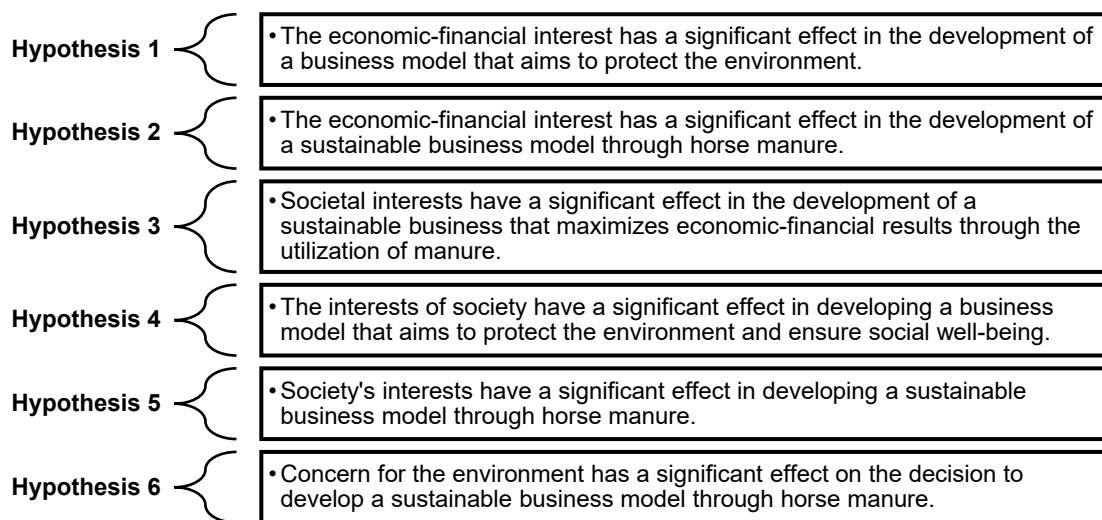 Hypothesis 1
• The economic-financial interest has a significant effect in the development of
a business model that aims to protect the environment.
Hypothesis 2
• The economic-financial interest has a significant effect in the development of
a sustainable business model through horse manure.
Hypothesis 3
• Societal interests have a significant effect in the development of a
sustainable business that maximizes economic-financial results through the
utilization of manure.
Hypothesis 4
• The interests of society have a significant effect in developing a business
model that aims to protect the environment and ensure social well-being.
Hypothesis 5
• Society's interests have a significant effect in developing a sustainable
business model through horse manure.
Hypothesis 6
• Concern for the environment has a significant effect on the decision to
develop a sustainable business model through horse manure.